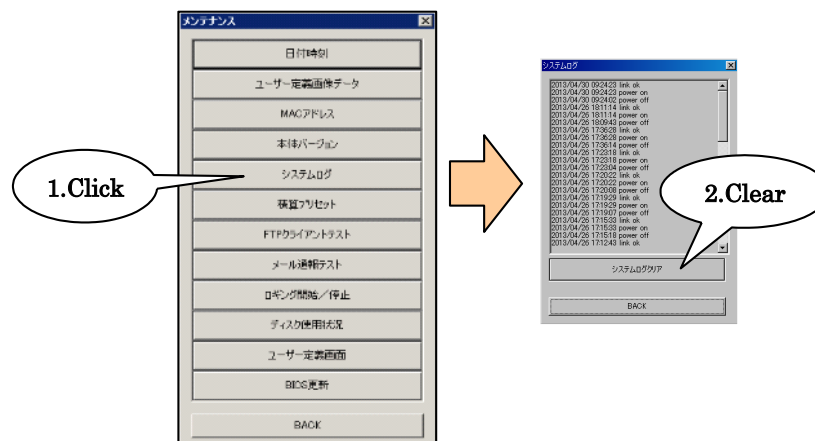 メンテナンス
日付時刻
ユーザー定義画像データ
MACアドレス
本体バージョン
システムログ
積算プリセット
FTPクライアントテスト
メール通報テスト
ロギング開始／停止
ディスク使用状況
ユーザー定義画面
BIOS更新
BACK
1.Click
システムログ
2013/04/30 09:24:23 link ok
2013/04/30 09:24:23 power on
2013/04/30 09:24:02 power off
2013/04/26 18:11:14 link ok
2013/04/26 18:11:14 power on
2013/04/26 18:09:43 power off
2013/04/26 17:36:28 link ok
2013/04/26 17:36:28 power on
2013/04/26 17:36:14 power off
2013/04/26 17:23:18 link ok
2013/04/26 17:23:18 power on
2013/04/26 17:23:04 power off
2013/04/26 17:20:22 link ok
2013/04/26 17:20:22 power on
2013/04/26 17:20:08 power off
2013/04/26 17:19:29 link ok
2013/04/26 17:19:29 power on
2013/04/26 17:19:07 power off
2013/04/26 17:15:33 link ok
2013/04/26 17:15:33 power on
2013/04/26 17:15:18 power off
2013/04/26 17:12:43 link ok
2.Clear
システムログクリア
BACK